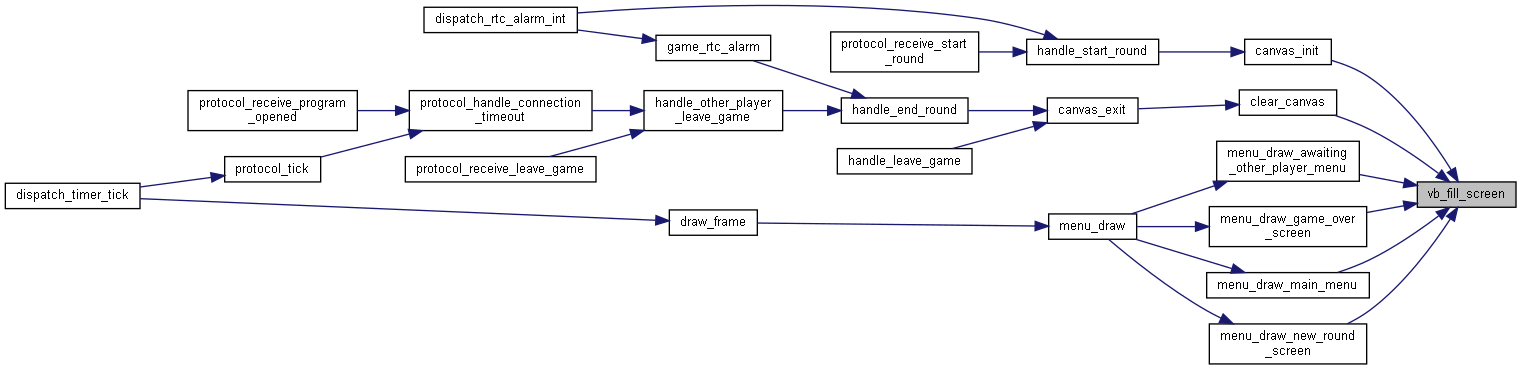 dispatch_rtc_alarm_int
game_rtc_alarm
protocol_receive_start
_round
handle_start_round
canvas_init
protocol_receive_program
_opened
protocol_handle_connection
_timeout
handle_other_player
_leave_game
handle_end_round
canvas_exit
clear_canvas
protocol_tick
protocol_receive_leave_game
handle_leave_game
menu_draw_awaiting
_other_player_menu
dispatch_timer_tick
draw_frame
menu_draw
menu_draw_game_over
_screen
vb_fill_screen
menu_draw_main_menu
menu_draw_new_round
_screen